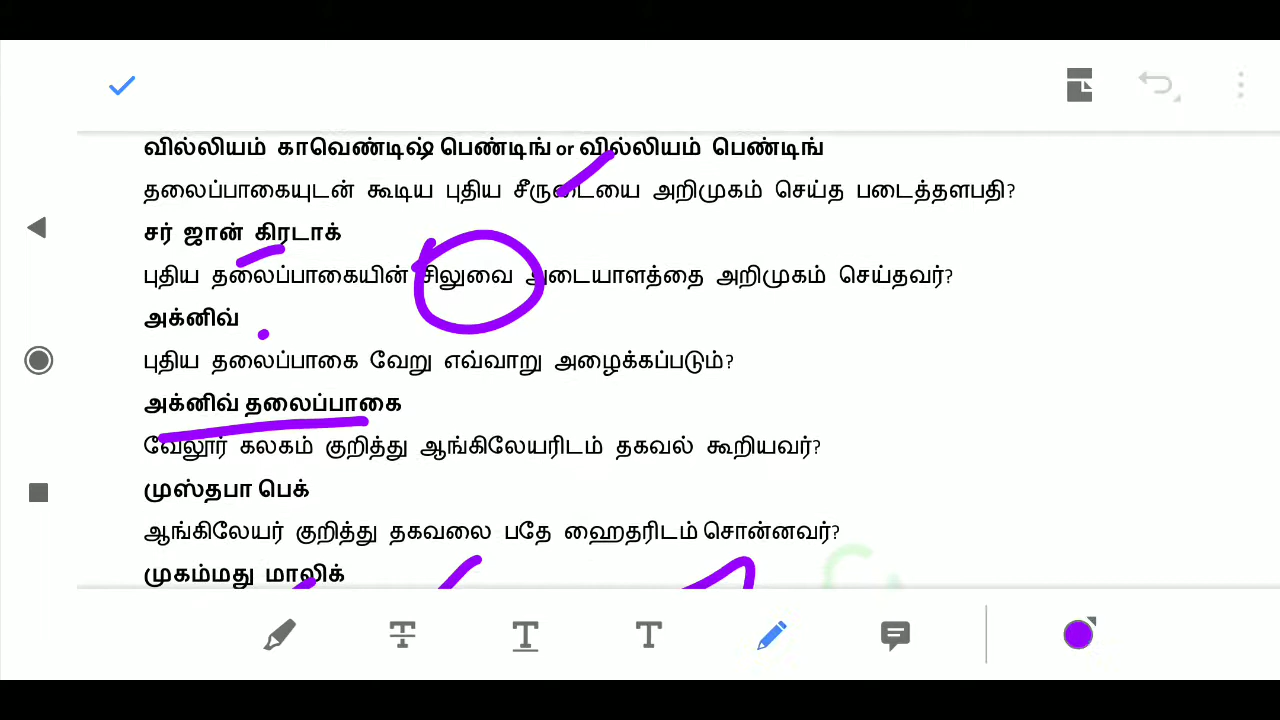 வில்லியம் காவெண்டிஷ் பெண்டிங் or வில்லியம் பெண்டிங்
தலைப்பாகையுடன் கூடிய புதிய சீருடையை அறிமுகம் செய்த படைத்தளபதி?
சர் ஜான் கிரடாக்
புதிய தலைப்பாகையின் சிலுவை அடையாளத்தை அறிமுகம் செய்தவர்?
அக்னிவ்
புதிய தலைப்பாகை வேறு எவ்வாறு அழைக்கப்படும்?
அக்னிவ் தலைப்பாகை
வேலூர் கலகம் குறித்து ஆங்கிலேயரிடம் தகவல் கூறியவர்?
முஸ்தபா பெக்
ஆங்கிலேயர் குறித்து தகவலை பதே ஹைதரிடம் சொன்னவர்?
முகம்மது மாலிக்